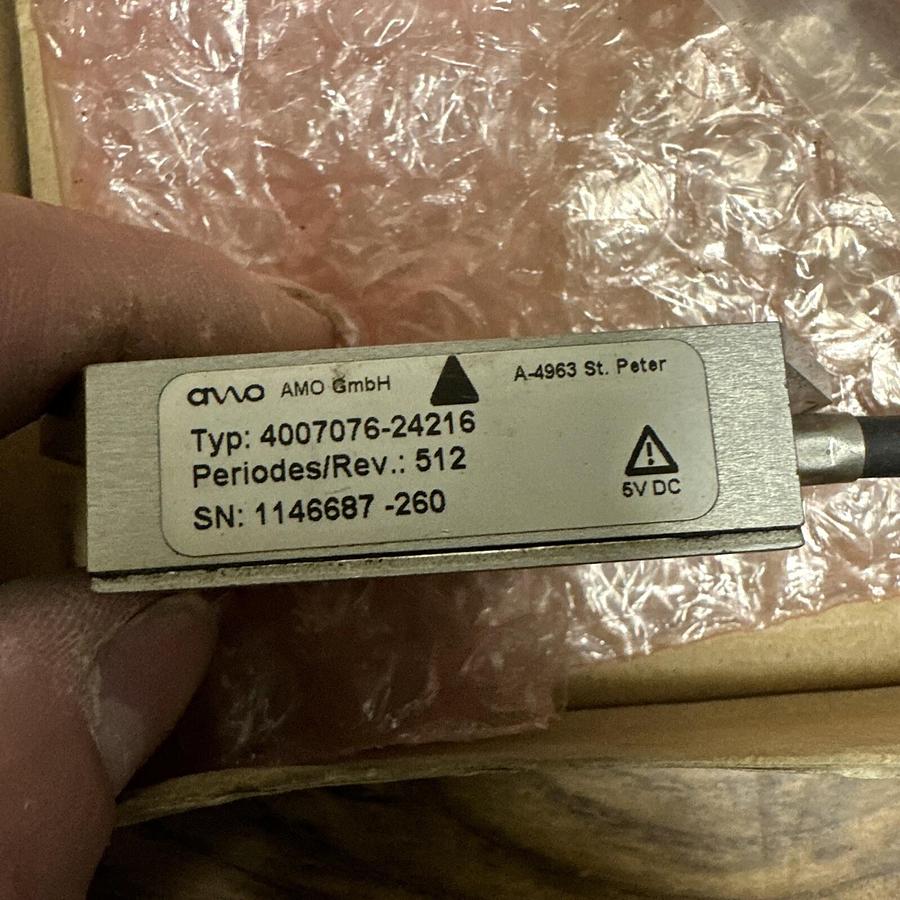 amo AMO GmbH A-4963 St. Peter
Typ: 4007076-24216
Periodes/Rev.: 512
SN: 1146687 -260
5V DC